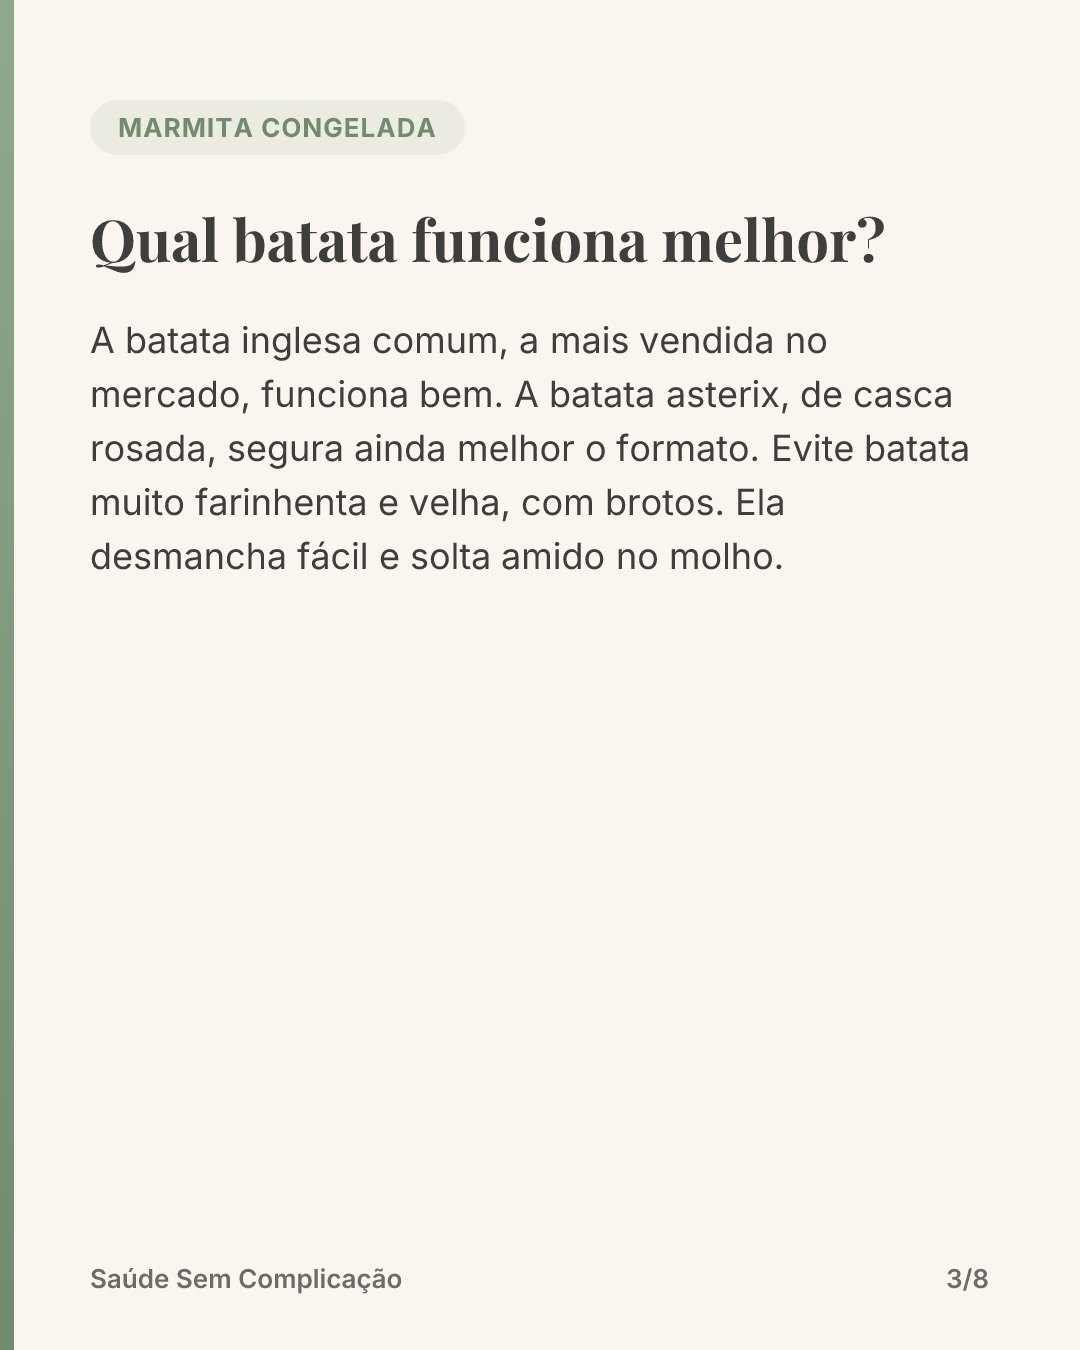 MARMITA CONGELADA
Qual batata funciona melhor?
A batata inglesa comum, a mais vendida no
mercado, funciona bem. A batata asterix, de casca
rosada, segura ainda melhor o formato. Evite batata
muito farinhenta e velha, com brotos. Ela
desmancha fácil e solta amido no molho.
Saúde Sem Complicação
3/8